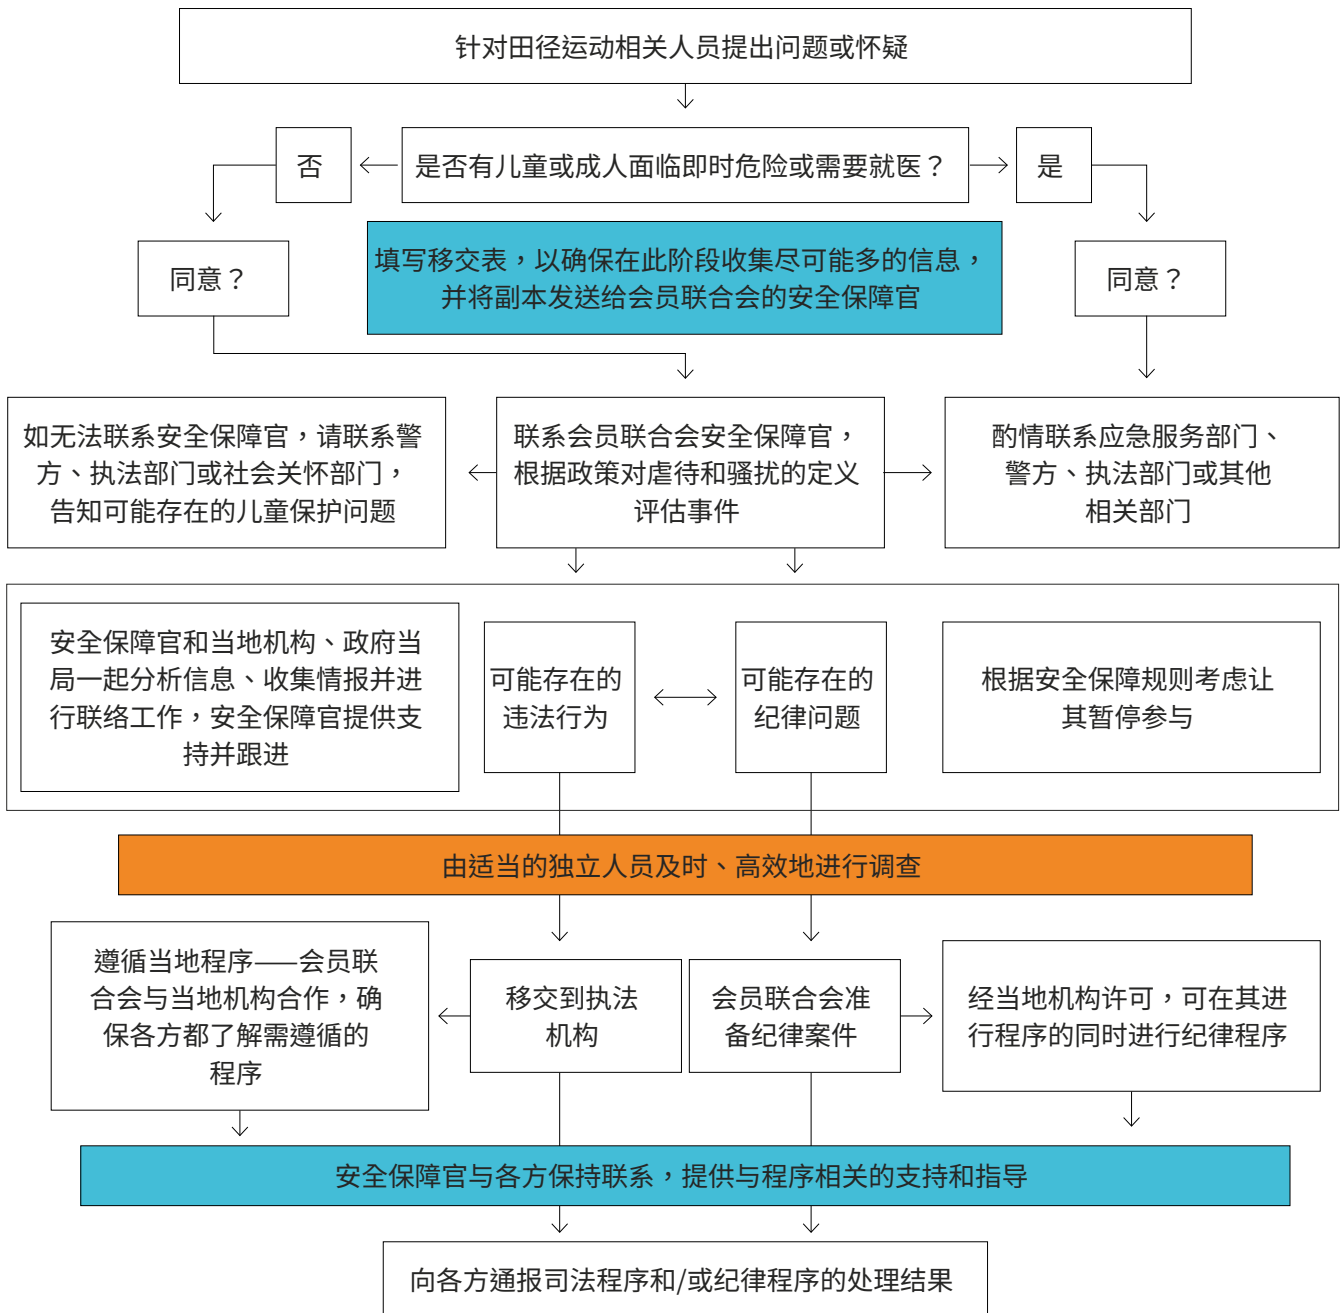 针对田径运动相关人员提出问题或怀疑
否
是否有儿童或成人面临即时危险或需要就医？
是
同意？
填写移交表，以确保在此阶段收集尽可能多的信息，
并将副本发送给会员联合会的安全保障官
同意？
如无法联系安全保障官，请联系警
方、执法部门或社会关怀部门，
告知可能存在的儿童保护问题
联系会员联合会安全保障官，
根据政策对虐待和骚扰的定义
评估事件
酌情联系应急服务部门、
警方、执法部门或其他
相关部门
安全保障官和当地机构、政府当
局一起分析信息、收集情报并进
行联络工作，安全保障官提供支
持并跟进
可能存在的
违法行为
可能存在的
纪律问题
根据安全保障规则考虑让
其暂停参与
由适当的独立人员及时、高效地进行调查
遵循当地程序——会员联
合会与当地机构合作，确
保各方都了解需遵循的
程序
移交到执法
机构
会员联合会准
备纪律案件
经当地机构许可，可在其进
行程序的同时进行纪律程序
安全保障官与各方保持联系，提供与程序相关的支持和指导
向各方通报司法程序和/或纪律程序的处理结果